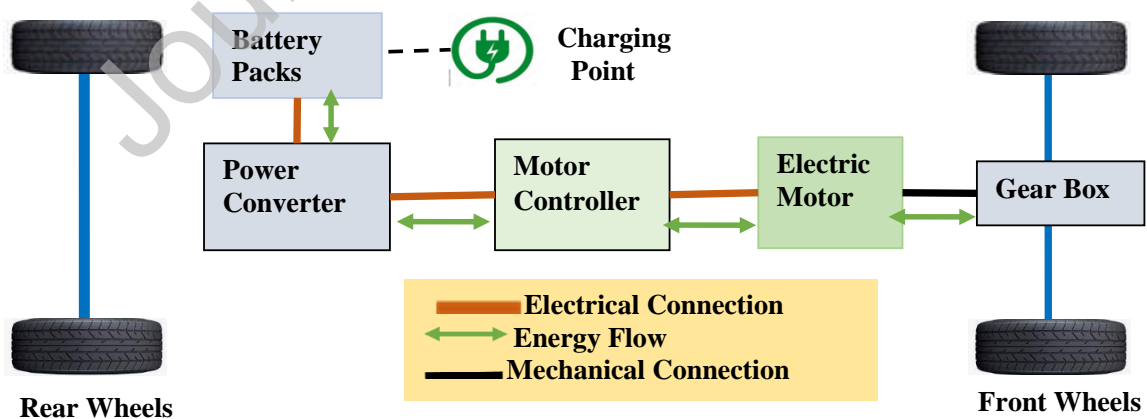 Jou
Battery
Packs
Charging
Point
Power
Converter
Motor
Controller
Electric
Motor
Gear Box
Electrical Connection
Energy Flow
Mechanical Connection
Rear Wheels
Front Wheels